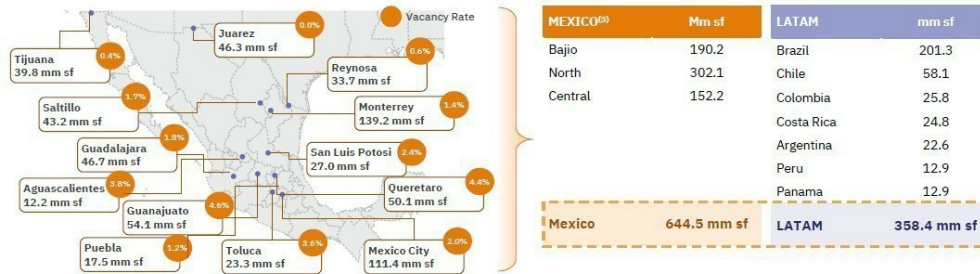 Vacancy Rate
Juarez
46.3 mm sf
0.0%
Tijuana
39.8 mm sf
0.4%
Reynosa
33.7 mm sf
0.6%
Saltillo
43.2 mm sf
1.9%
Monterrey
139.2 mm sf
1.4%
Guadalajara
46.7 mm sf
1.8%
San Luis Potosi
27.0 mm sf
2.4%
Aguascalientes
12.2 mm sf
3.8%
Queretaro
50.1 mm sf
4.4%
Guanajuato
54.1 mm sf
4.6%
Puebla
17.5 mm sf
1.2%
Toluca
23.3 mm sf
3.6%
Mexico City
111.4 mm sf
2.0%
MEXICO⁽³⁾ Mm sf
Bajio 190.2
North 302.1
Central 152.2
Mexico 644.5 mm sf
LATAM mm sf
Brazil 201.3
Chile 58.1
Colombia 25.8
Costa Rica 24.8
Argentina 22.6
Peru 12.9
Panama 12.9
LATAM 358.4 mm sf